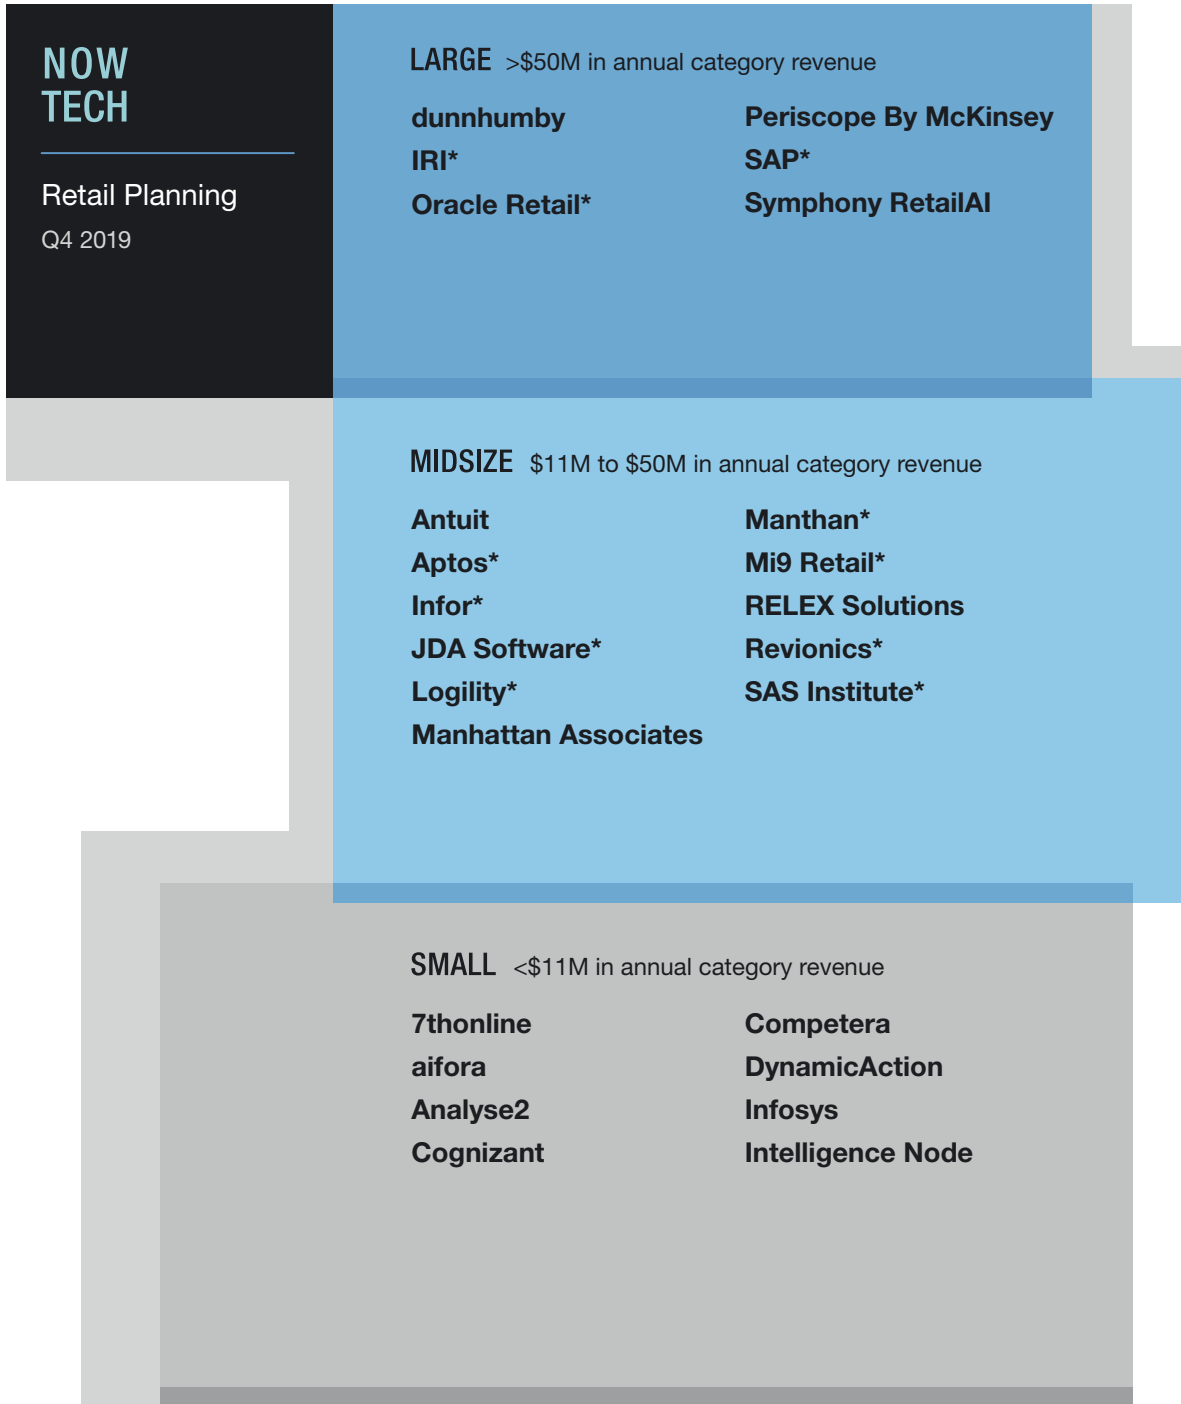 NOW
TECH
Retail Planning
Q4 2019
LARGE >$50M in annual category revenue
dunnhumby
IRI*
Oracle Retail*
Periscope By McKinsey
SAP*
Symphony RetailAI
MIDSIZE $11M to $50M in annual category revenue
Antuit
Aptos*
Infor*
JDA Software*
Logility*
Manhattan Associates
Manthan*
Mi9 Retail*
RELEX Solutions
Revionics*
SAS Institute*
SMALL <$11M in annual category revenue
7thonline
aifora
Analyse2
Cognizant
Competera
DynamicAction
Infosys
Intelligence Node